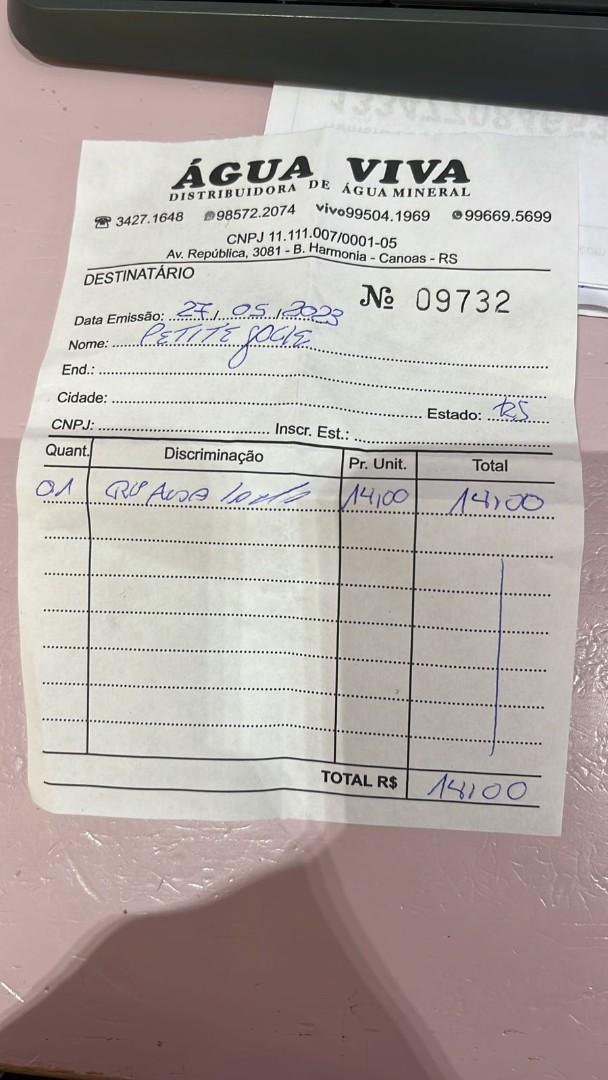 ÁGUA VIVA
DISTRIBUIDORA DE ÁGUA MINERAL
3427.1648 98572.2074 vivo99504.1969 99669.5699
CNPJ 11.111.007/0001-05
Av. República, 3081 - B. Harmonia - Canoas - RS
DESTINATÁRIO
Nº 09732
Data Emissão: 27/05/2023
Nome: PETITE JOLIE
End.:
Cidade: Estado: RS
CNPJ: Inscr. Est.:
Quant. Discriminação Pr. Unit. Total
01 14,00 14,00
TOTAL R$ 14,00